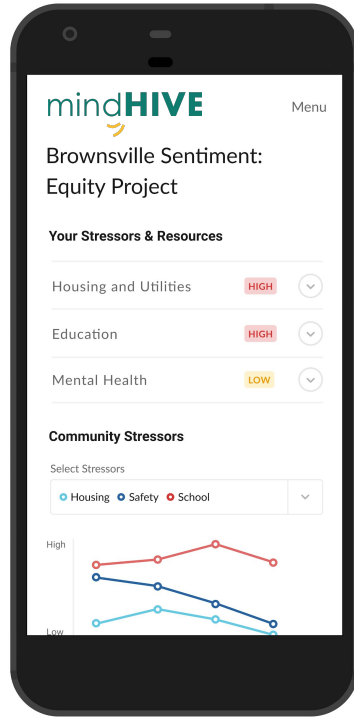 mindHIVE
Menu
Brownsville Sentiment:
Equity Project
Your Stressors & Resources
Housing and Utilities HIGH
Education HIGH
Mental Health LOW
Community Stressors
Select Stressors
Housing Safety School
High
Low